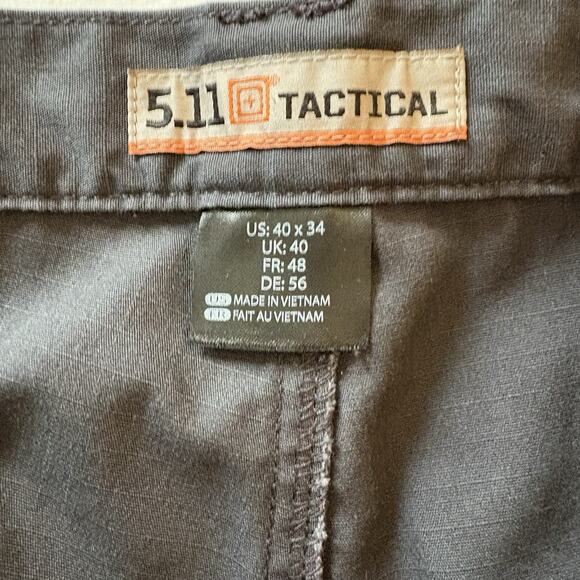 5.11 TACTICAL
US: 40 x 34
UK: 40
FR: 48
DE: 56
MADE IN VIETNAM
FAIT AU VIETNAM